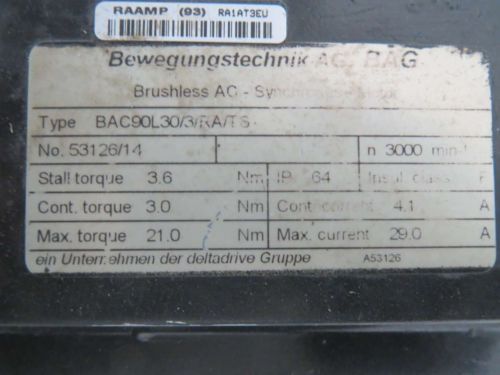 RAAMP (93) RA1AT3EU
Bewegungstechnik AG, BAG
Brushless AC - Synchronous Motor
Type BAC90L30/3/RA/TS
No. 53126/14 n 3000 min-1
Stall torque 3.6 Nm IP 64 Insul. class F
Cont. torque 3.0 Nm Cont current 4.1 A
Max. torque 21.0 Nm Max. current 29.0 A
ein Unternehmen der deltadrive Gruppe A53126